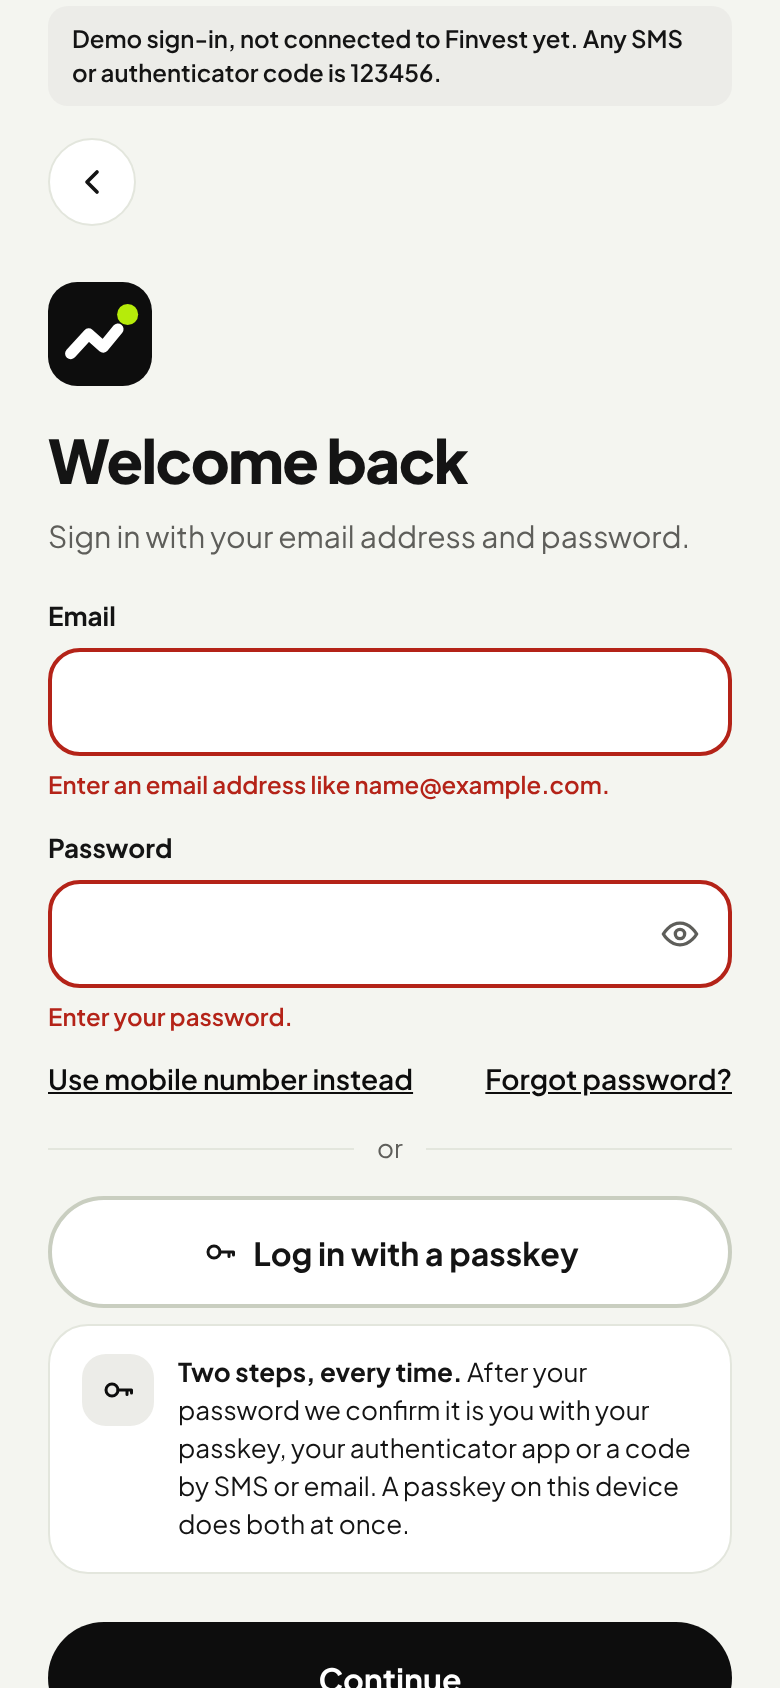 Demo sign-in, not connected to Finvest yet. Any SMS
or authenticator code is 123456.
Welcome back
Sign in with your email address and password.
Email
Enter an email address like name@example.com.
Password
Enter your password.
Use mobile number instead
Forgot password?
or
Log in with a passkey
Two steps, every time. After your
password we confirm it is you with your
passkey, your authenticator app or a code
by SMS or email. A passkey on this device
does both at once.
Continue